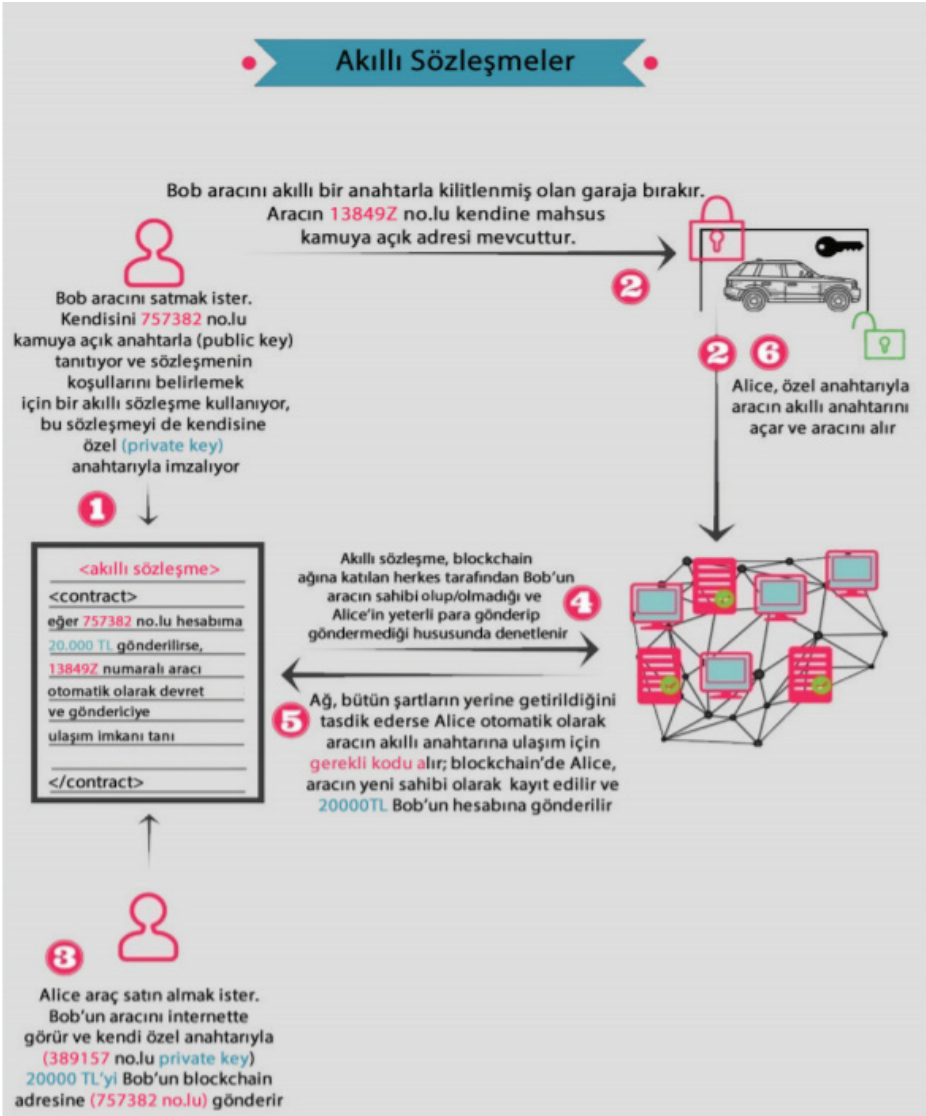 Akıllı Sözleşmeler
Bob aracını akıllı bir anahtarla kilitlenmiş olan garaja bırakır.
Aracın 13849Z no.lu kendine mahsus
kamuya açık adresi mevcuttur.
2
Bob aracını satmak ister.
Kendisini 757382 no.lu
kamuya açık anahtarla (public key)
tanıtıyor ve sözleşmenin
koşullarını belirlemek
için bir akıllı sözleşme kullanıyor,
bu sözleşmeyi de kendisine
özel (private key)
anahtarıyla imzalıyor
1
2 6
Alice, özel anahtarıyla
aracın akıllı anahtarını
açar ve aracını alır
<akıllı sözleşme>
<contract>
eğer 757382 no.lu hesabıma
20.000 TL gönderilirse,
13849Z numaralı aracı
otomatik olarak devret
ve göndericiye
ulaşım imkanı tanı
</contract>
Akıllı sözleşme, blockchain
ağına katılan herkes tarafından Bob'un
aracın sahibi olup/olmadığı ve
Alice'in yeterli para gönderip
göndermediği hususunda denetlenir
4
5
Ağ, bütün şartların yerine getirildiğini
tasdik ederse Alice otomatik olarak
aracın akıllı anahtarına ulaşım için
gerekli kodu alır; blockchain'de Alice,
aracın yeni sahibi olarak kayıt edilir ve
20000TL Bob'un hesabına gönderilir
3
Alice araç satın almak ister.
Bob'un aracını internette
görür ve kendi özel anahtarıyla
(389157 no.lu private key)
20000 TL'yi Bob'un blockchain
adresine (757382 no.lu) gönderir